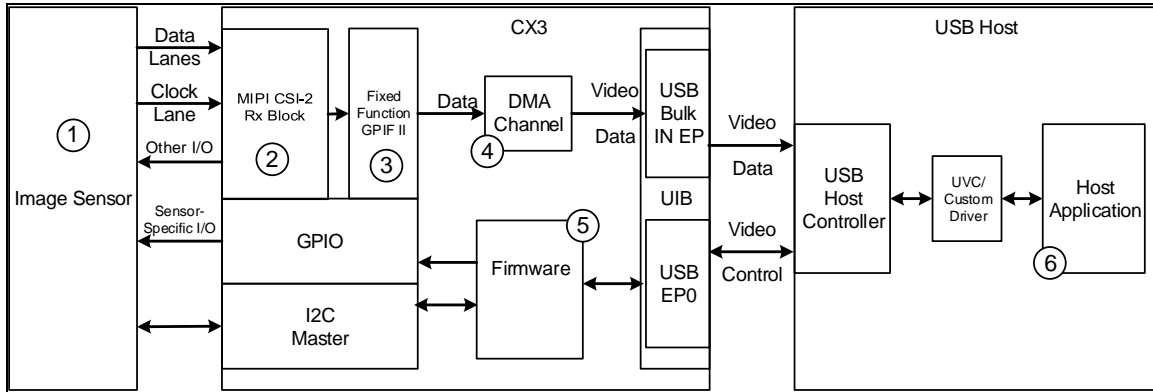 CX3
USB Host
Data
Lanes
Clock
Lane
1
Other I/O
Image Sensor
Sensor-
Specific I/O
MIPI CSI-2
Rx Block
2
Fixed
Function
GPIF II
3
Data
DMA
Channel
4
Video
Data
USB
Bulk
IN EP
UIB
GPIO
I2C
Master
5
Firmware
USB
EP0
Video
Data
Video
Control
USB
Host
Controller
UVC/
Custom
Driver
Host
Application
6